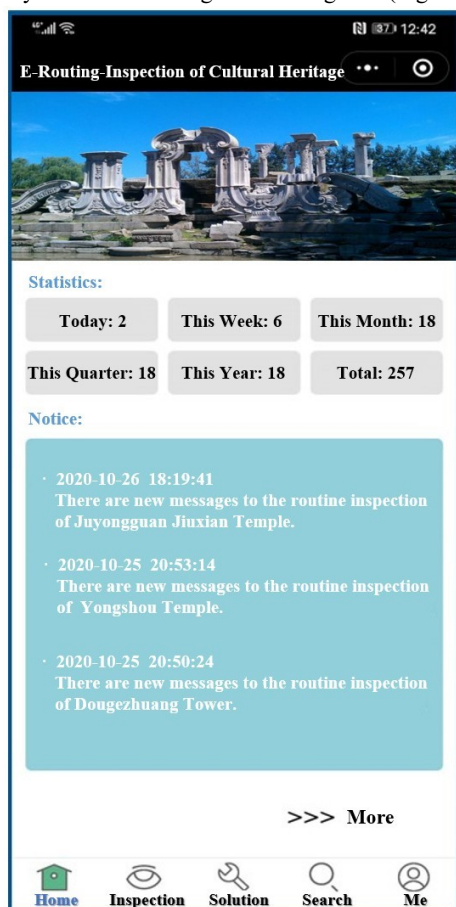 37 12:42
E-Routing-Inspection of Cultural Heritage
Statistics:
Today: 2 This Week: 6 This Month: 18
This Quarter: 18 This Year: 18 Total: 257
Notice:
· 2020-10-26 18:19:41
There are new messages to the routine inspection
of Juyongguan Jiuxian Temple.
· 2020-10-25 20:53:14
There are new messages to the routine inspection
of Yongshou Temple.
· 2020-10-25 20:50:24
There are new messages to the routine inspection
of Dougezhuang Tower.
>>> More
Home Inspection Solution Search Me